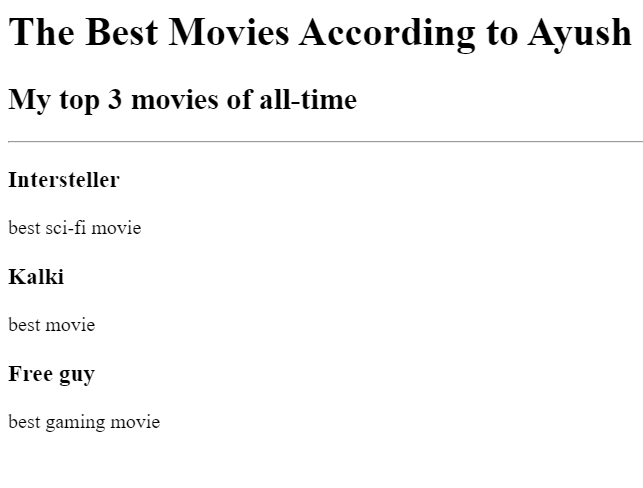 The Best Movies According to Ayush
My top 3 movies of all-time
Intersteller
best sci-fi movie
Kalki
best movie
Free guy
best gaming movie